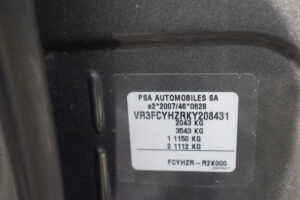 PSA AUTOMOBILES SA
e2*2007/46*0628
VR3FCYHZRKY208431
2043 KG
3543 KG
1 1150 KG
2 1112 KG
FCYHZR - R2K000